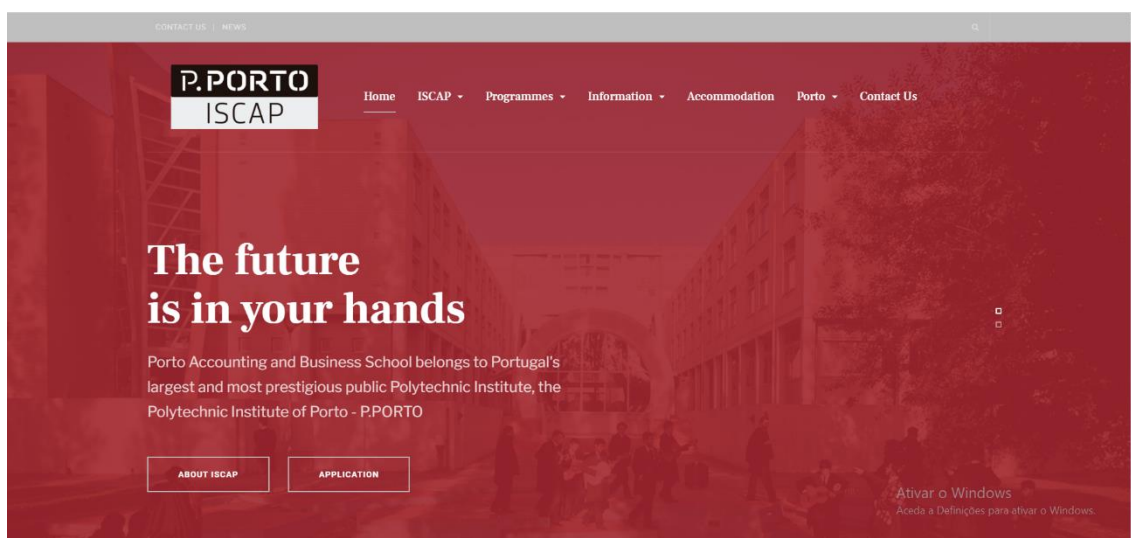 CONTACT US | NEWS
P.PORTO
ISCAP
Home ISCAP Programmes Information Accommodation Porto Contact Us
The future
is in your hands
Porto Accounting and Business School belongs to Portugal's
largest and most prestigious public Polytechnic Institute, the
Polytechnic Institute of Porto - P.PORTO
ABOUT ISCAP APPLICATION
Ativar o Windows
Aceda a Definições para ativar o Windows.